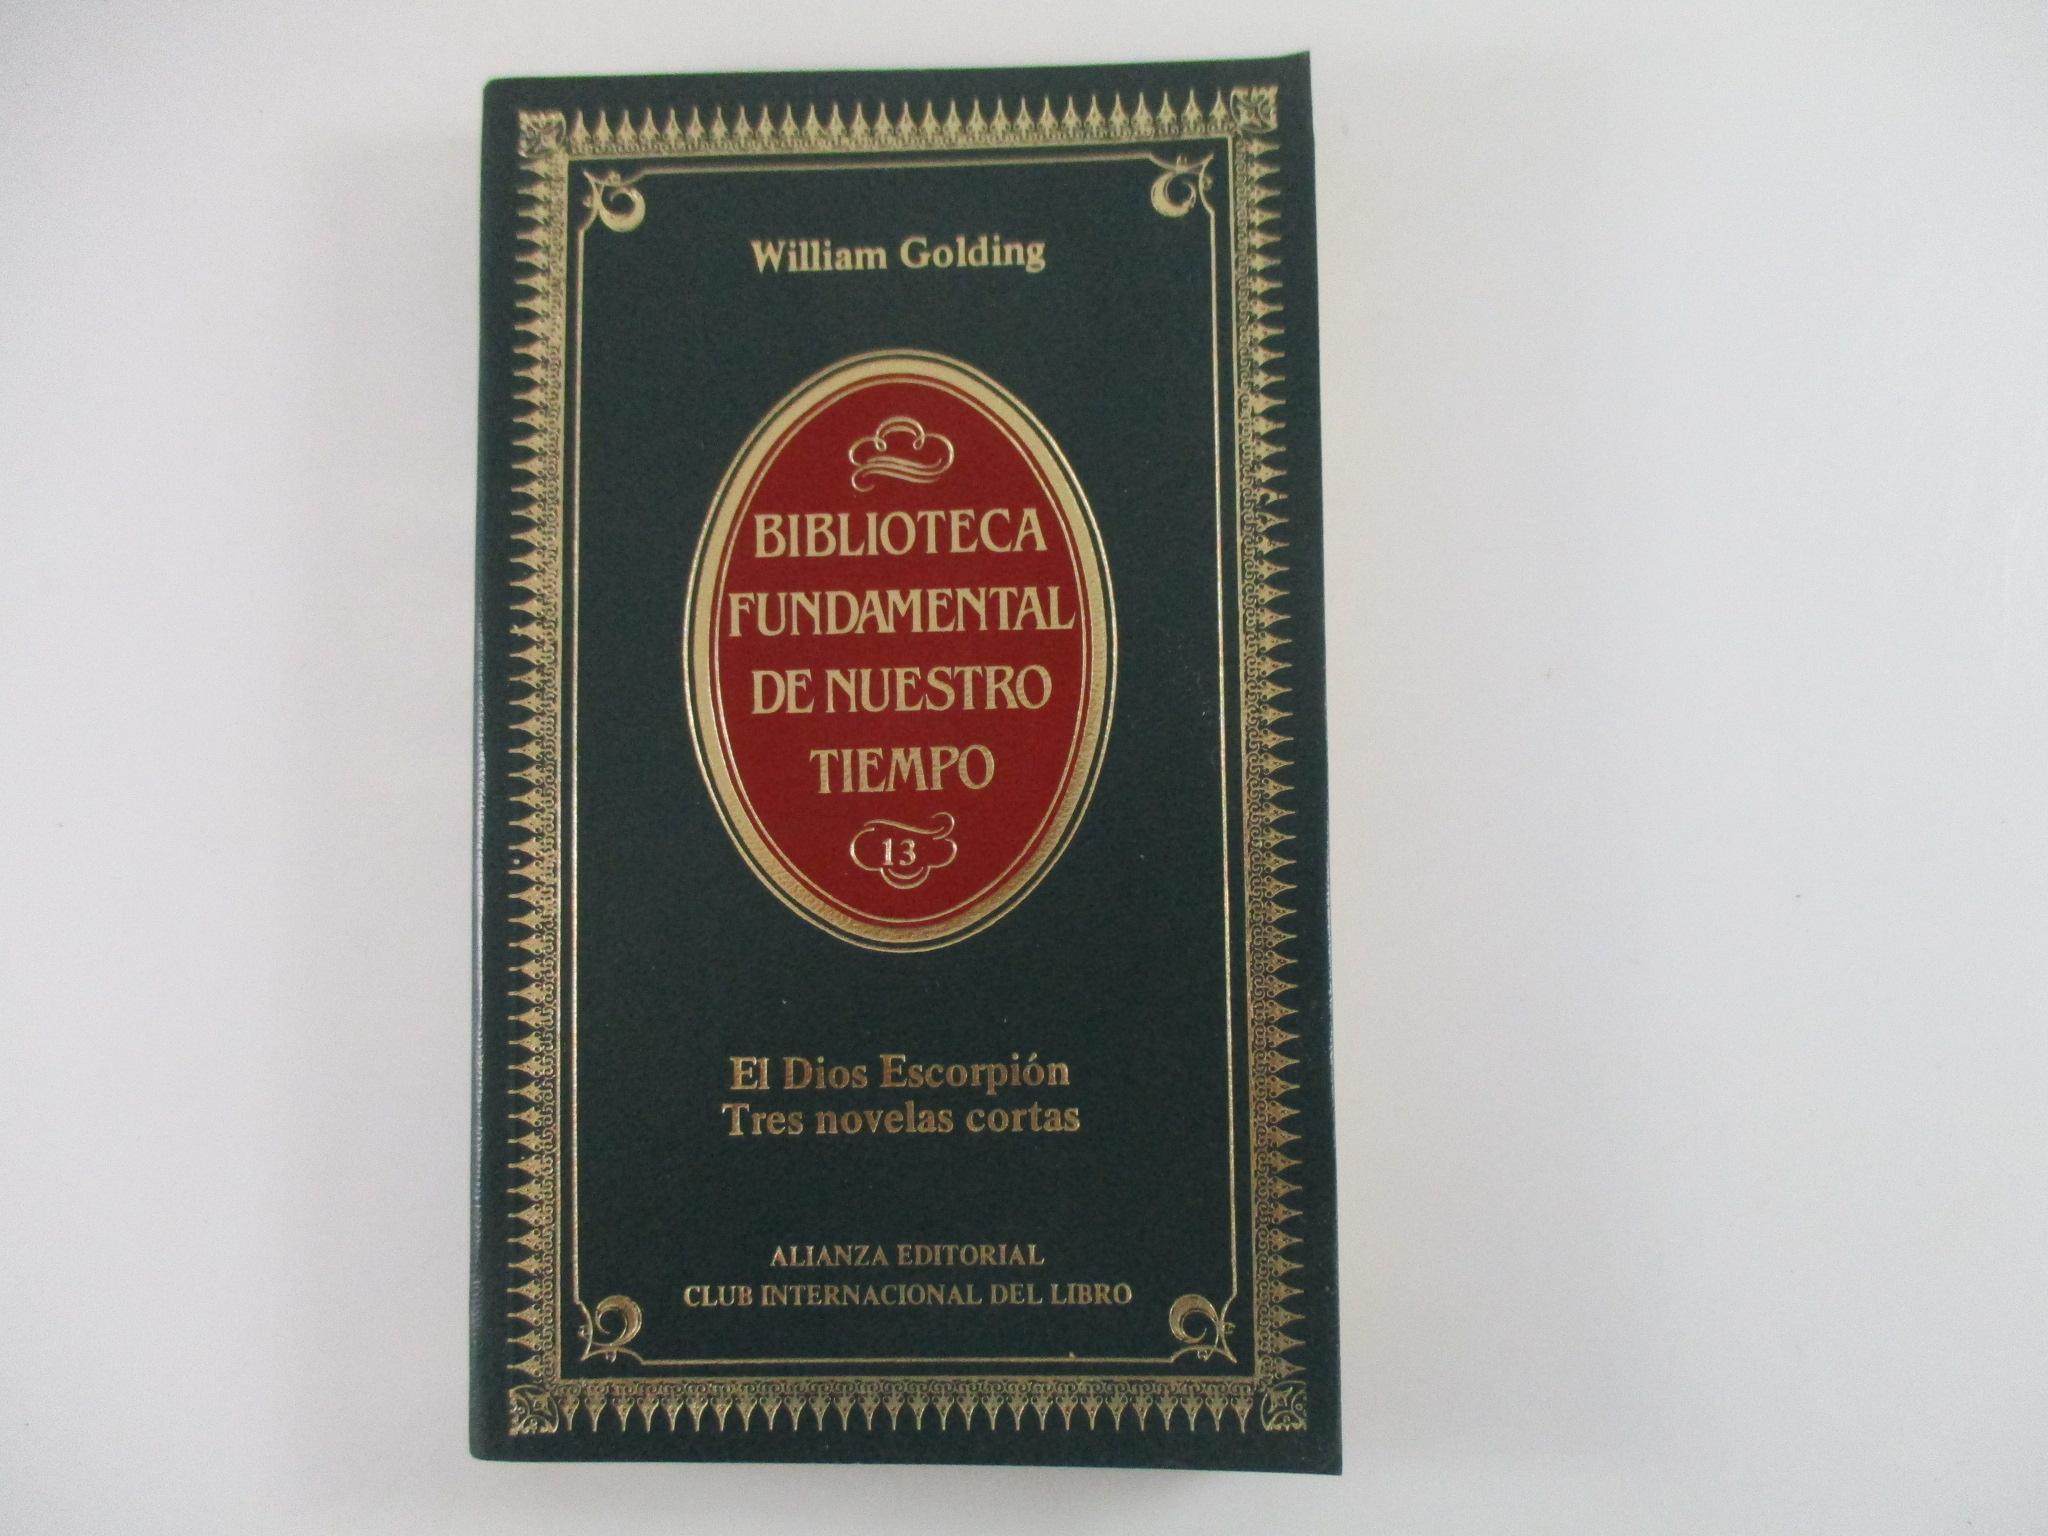 William Golding
BIBLIOTECA
FUNDAMENTAL
DE NUESTRO
TIEMPO
13
El Dios Escorpión
Tres novelas cortas
ALIANZA EDITORIAL
CLUB INTERNACIONAL DEL LIBRO